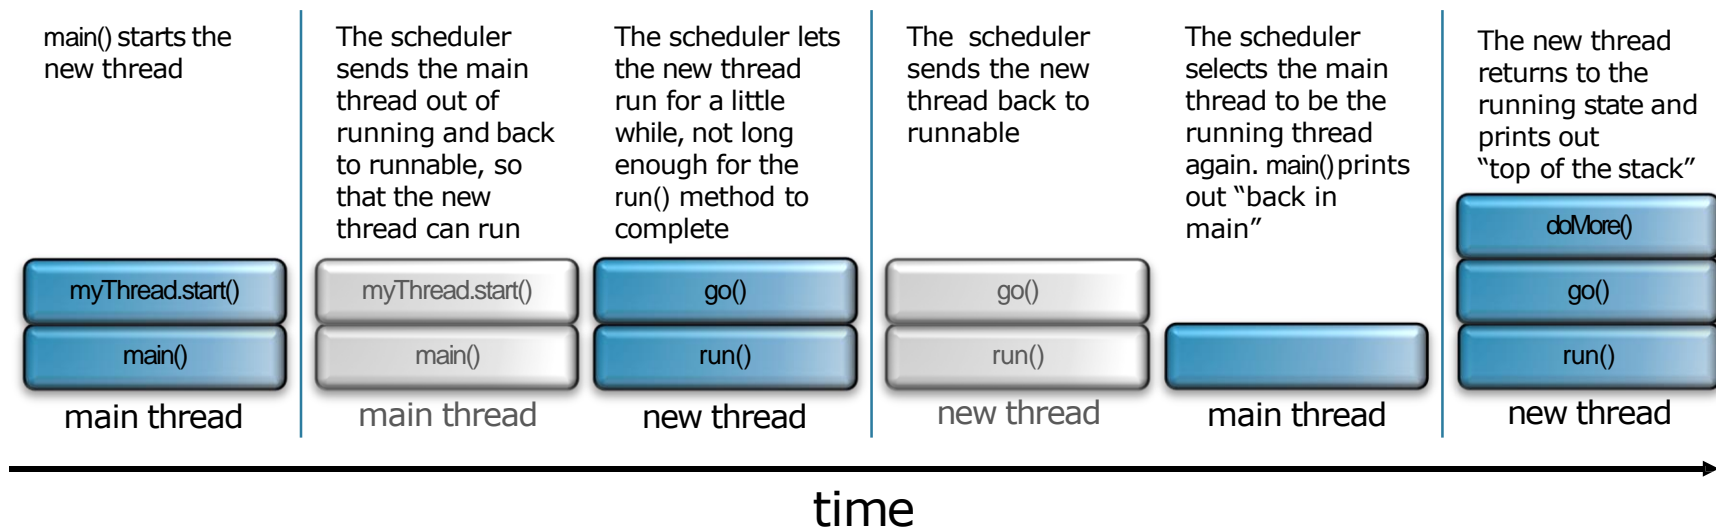 main() starts the
new thread
The scheduler
sends the main
thread out of
running and back
to runnable, so
that the new
thread can run
The scheduler lets
the new thread
run for a little
while, not long
enough for the
run() method to
complete
The scheduler
sends the new
thread back to
runnable
The scheduler
selects the main
thread to be the
running thread
again. main() prints
out “back in
main”
The new thread
returns to the
running state and
prints out
“top of the stack”
myThread.start()
main()
main thread
myThread.start()
main()
main thread
go()
run()
new thread
go()
run()
new thread
main thread
doMore()
go()
run()
new thread
time